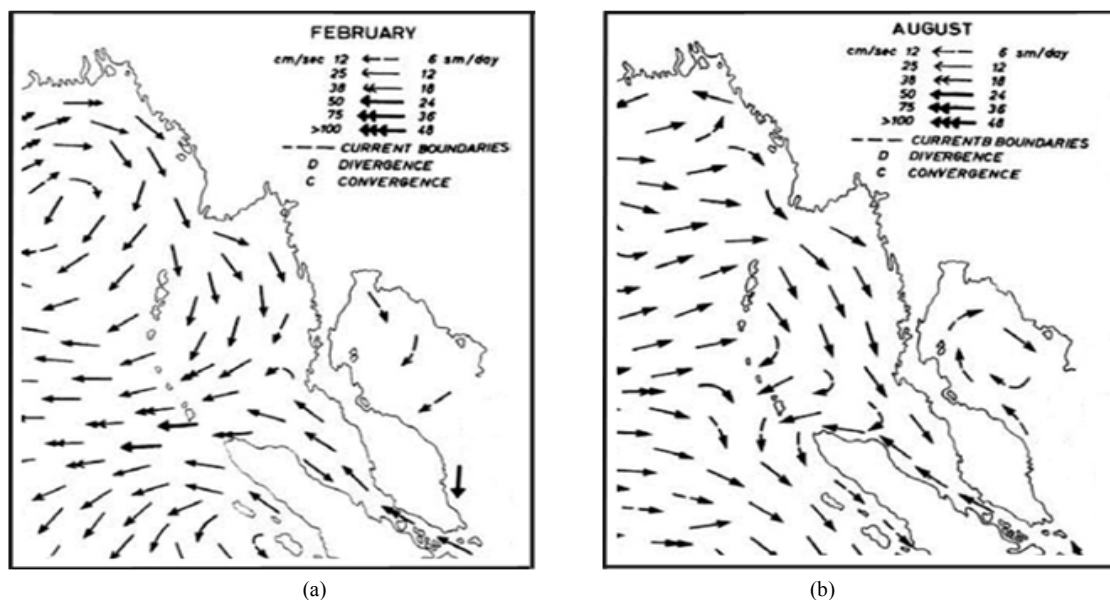 FEBRUARY
cm/sec 12 6 sm/day
25 12
38 18
50 24
75 36
>100 48
CURRENT BOUNDARIES
D DIVERGENCE
C CONVERGENCE
(a)
AUGUST
cm/sec 12 6 sm/day
25 12
38 18
50 24
75 36
>100 48
CURRENTB BOUNDARIES
D DIVERGENCE
C CONVERGENCE
(b)